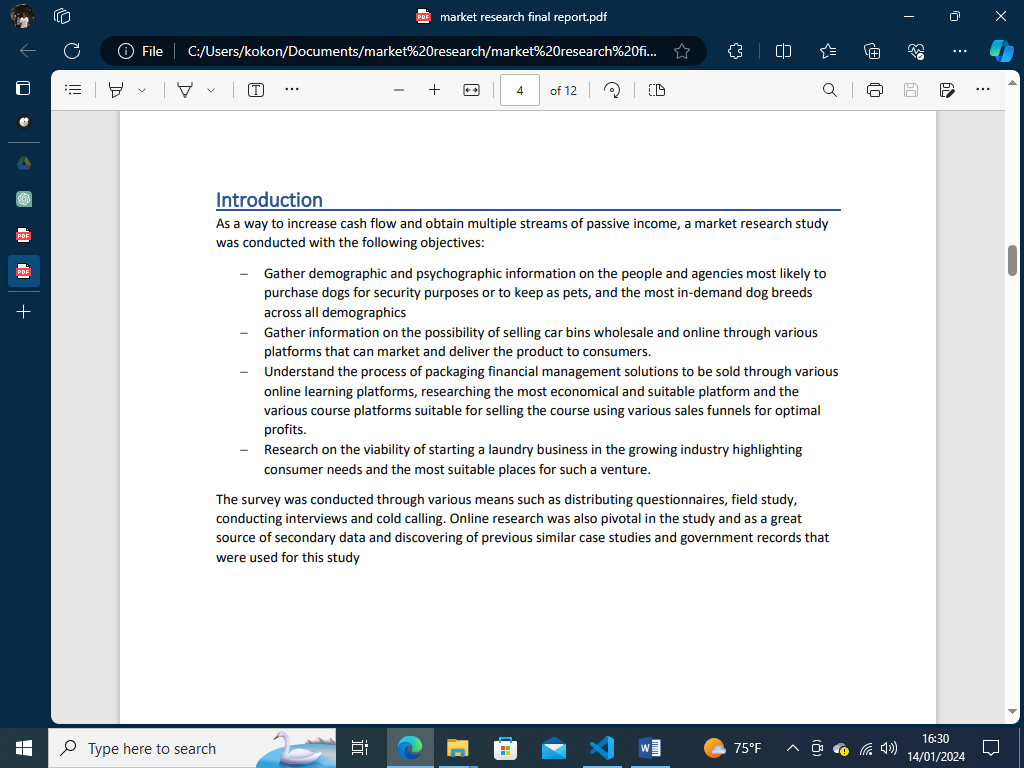 market research final report.pdf
File
C:/Users/kokon/Documents/market%20research/market%20research%20fi...
4 of 12
Introduction
As a way to increase cash flow and obtain multiple streams of passive income, a market research study
was conducted with the following objectives:
– Gather demographic and psychographic information on the people and agencies most likely to
purchase dogs for security purposes or to keep as pets, and the most in-demand dog breeds
across all demographics
– Gather information on the possibility of selling car bins wholesale and online through various
platforms that can market and deliver the product to consumers.
– Understand the process of packaging financial management solutions to be sold through various
online learning platforms, researching the most economical and suitable platform and the
various course platforms suitable for selling the course using various sales funnels for optimal
profits.
– Research on the viability of starting a laundry business in the growing industry highlighting
consumer needs and the most suitable places for such a venture.
The survey was conducted through various means such as distributing questionnaires, field study,
conducting interviews and cold calling. Online research was also pivotal in the study and as a great
source of secondary data and discovering of previous similar case studies and government records that
were used for this study
Type here to search
75°F
16:30
14/01/2024